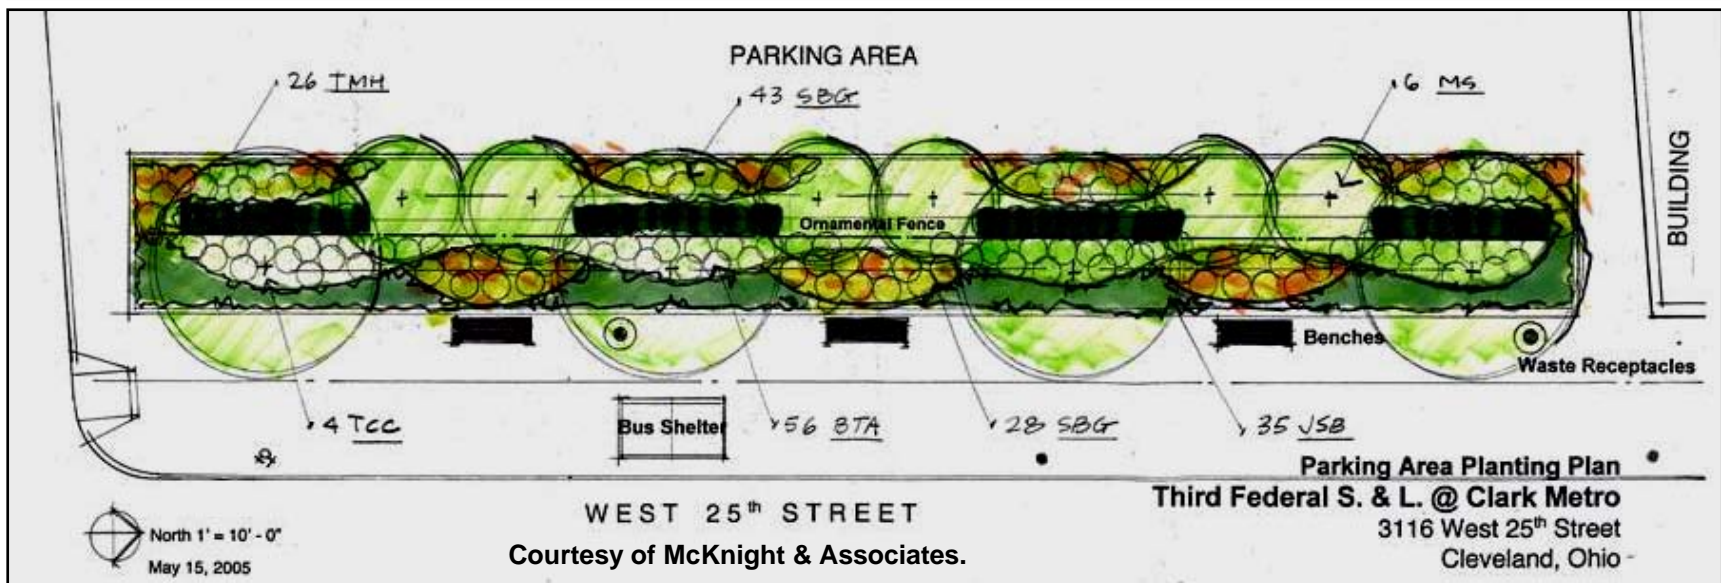 PARKING AREA
26 TMH
43 SBG
6 MS
BUILDING
Ornamental Fence
Benches
Waste Receptacles
4 TCC
Bus Shelter
56 BTA
28 SBG
35 JSB
Parking Area Planting Plan
Third Federal S. & L. @ Clark Metro
3116 West 25th Street
Cleveland, Ohio
WEST 25th STREET
Courtesy of McKnight & Associates.
North 1' = 10' - 0"
May 15, 2005